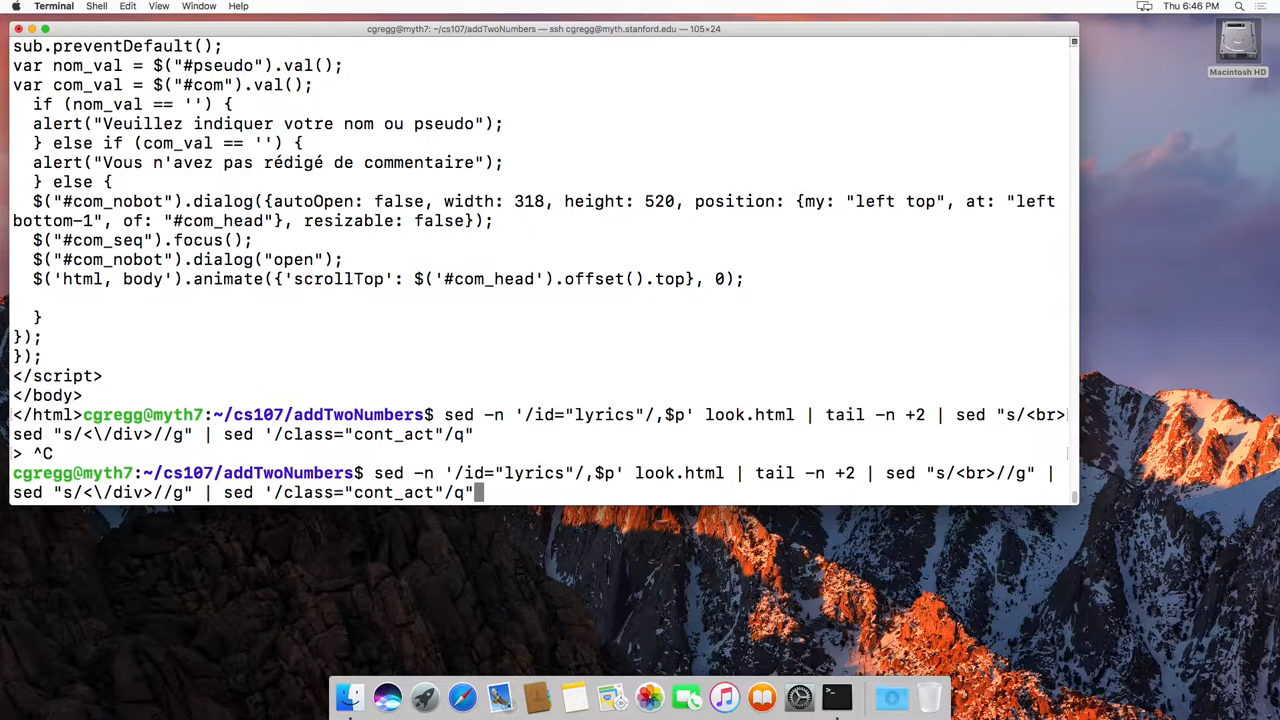 Terminal Shell Edit View Window Help Thu 6:46 PM
cgregg@myth7: ~/cs107/addTwoNumbers — ssh cgregg@myth.stanford.edu — 105×24
Macintosh HD
sub.preventDefault();
var nom_val = $("#pseudo").val();
var com_val = $("#com").val();
if (nom_val == '') {
alert("Veuillez indiquer votre nom ou pseudo");
} else if (com_val == '') {
alert("Vous n'avez pas rédigé de commentaire");
} else {
$("#com_nobot").dialog({autoOpen: false, width: 318, height: 520, position: {my: "left top", at: "left
bottom-1", of: "#com_head"}, resizable: false});
$("#com_seq").focus();
$("#com_nobot").dialog("open");
$('html, body').animate({'scrollTop': $('#com_head').offset().top}, 0);
}
});
});
</script>
</body>
</html>cgregg@myth7:~/cs107/addTwoNumbers$ sed -n '/id="lyrics"/,$p' look.html | tail -n +2 | sed "s/<br>
sed "s/<\/div>//g" | sed '/class="cont_act"/q"
> ^C
cgregg@myth7:~/cs107/addTwoNumbers$ sed -n '/id="lyrics"/,$p' look.html | tail -n +2 | sed "s/<br>//g" |
sed "s/<\/div>//g" | sed '/class="cont_act"/q"